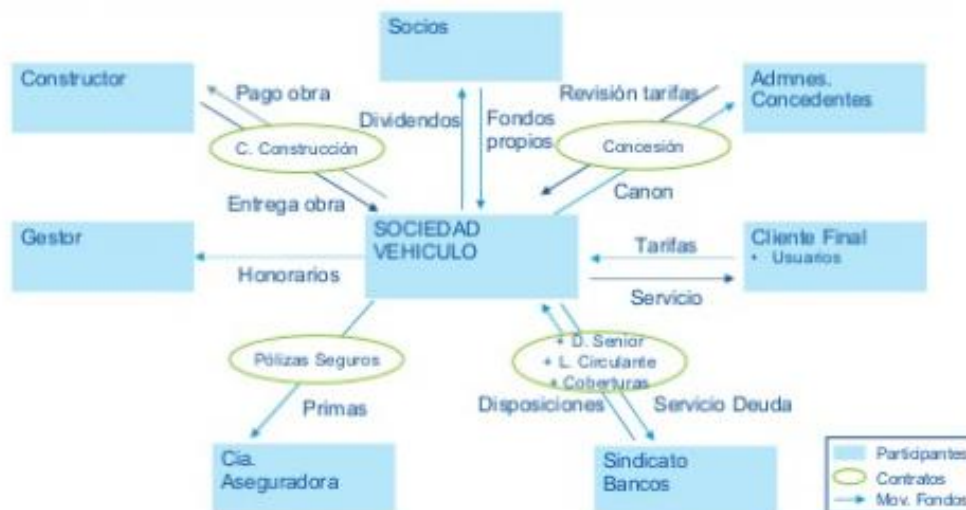 Socios
Constructor
Admnes.
Concedentes
Pago obra
Revisión tarifas
Dividendos
Fondos
propios
C. Construcción
Concesión
Entrega obra
Canon
Gestor
SOCIEDAD
VEHICULO
Tarifas
Cliente Final
• Usuarios
Honorarios
Servicio
Pólizas Seguros
+ D. Senior
+ L. Circulante
+ Coberturas
Primas
Disposiciones
Servicio Deuda
Cia.
Aseguradora
Sindicato
Bancos
Participantes
Contratos
Mov. Fondos